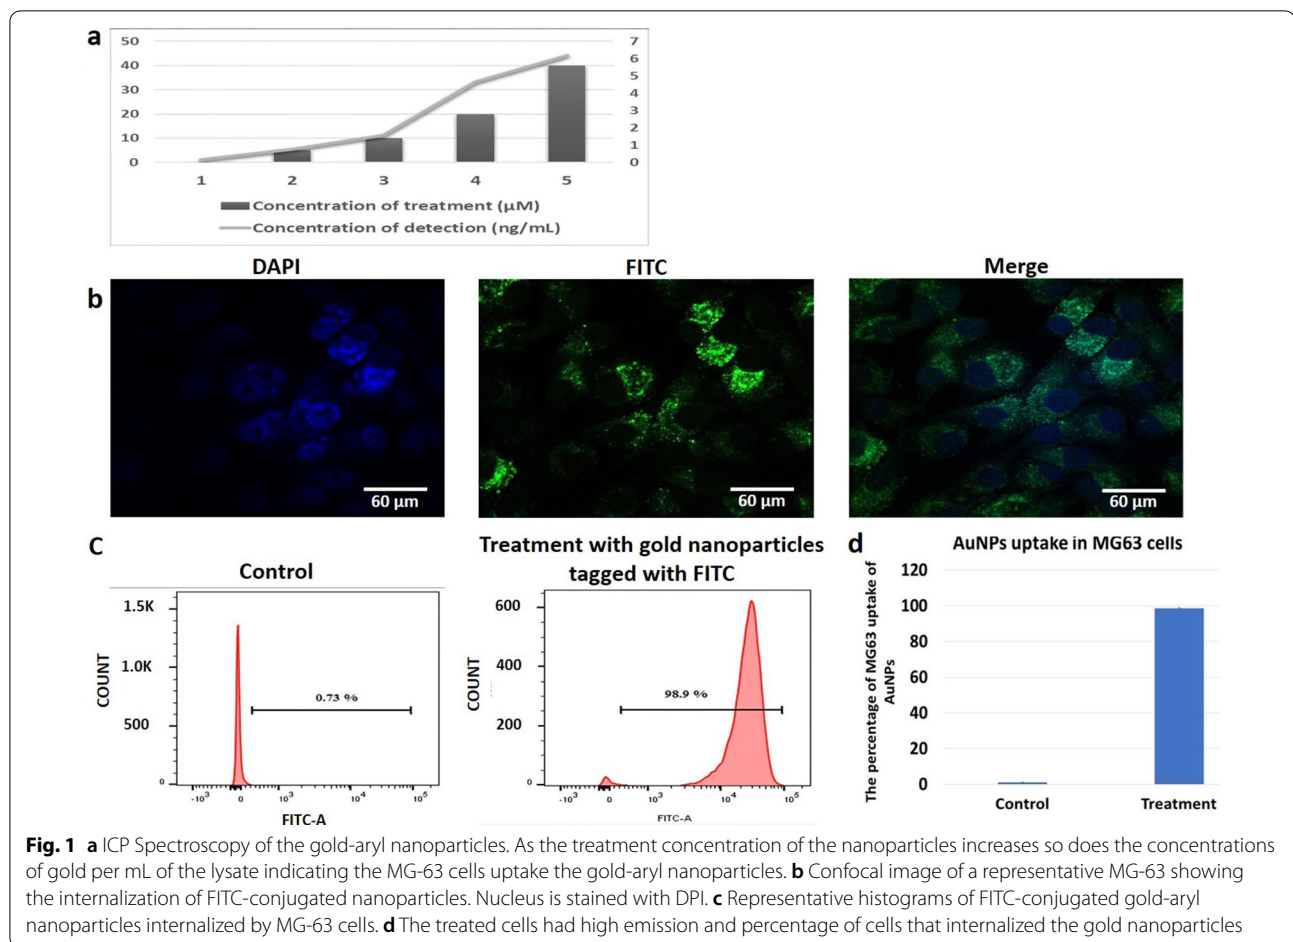 a
50
40
30
20
10
0
7
6
5
4
3
2
1
0
1 2 3 4 5
Concentration of treatment (µM)
Concentration of detection (ng/mL)
b
DAPI
FITC
Merge
60 µm
60 µm
60 µm
C
Control
1.5K
1.0K
500
0
COUNT
0.73 %
-10³ 0 10³ 10⁴ 10⁵
FITC-A
Treatment with gold nanoparticles
tagged with FITC
600
400
200
0
COUNT
98.9 %
-10³ 0 10³ 10⁴ 10⁵
FITC-A
d
AuNPs uptake in MG63 cells
The percentage of MG63 uptake of
AuNPs
120
100
80
60
40
20
0
Control Treatment
Fig. 1 a ICP Spectroscopy of the gold-aryl nanoparticles. As the treatment concentration of the nanoparticles increases so does the concentrations
of gold per mL of the lysate indicating the MG-63 cells uptake the gold-aryl nanoparticles. b Confocal image of a representative MG-63 showing
the internalization of FITC-conjugated nanoparticles. Nucleus is stained with DPI. c Representative histograms of FITC-conjugated gold-aryl
nanoparticles internalized by MG-63 cells. d The treated cells had high emission and percentage of cells that internalized the gold nanoparticles